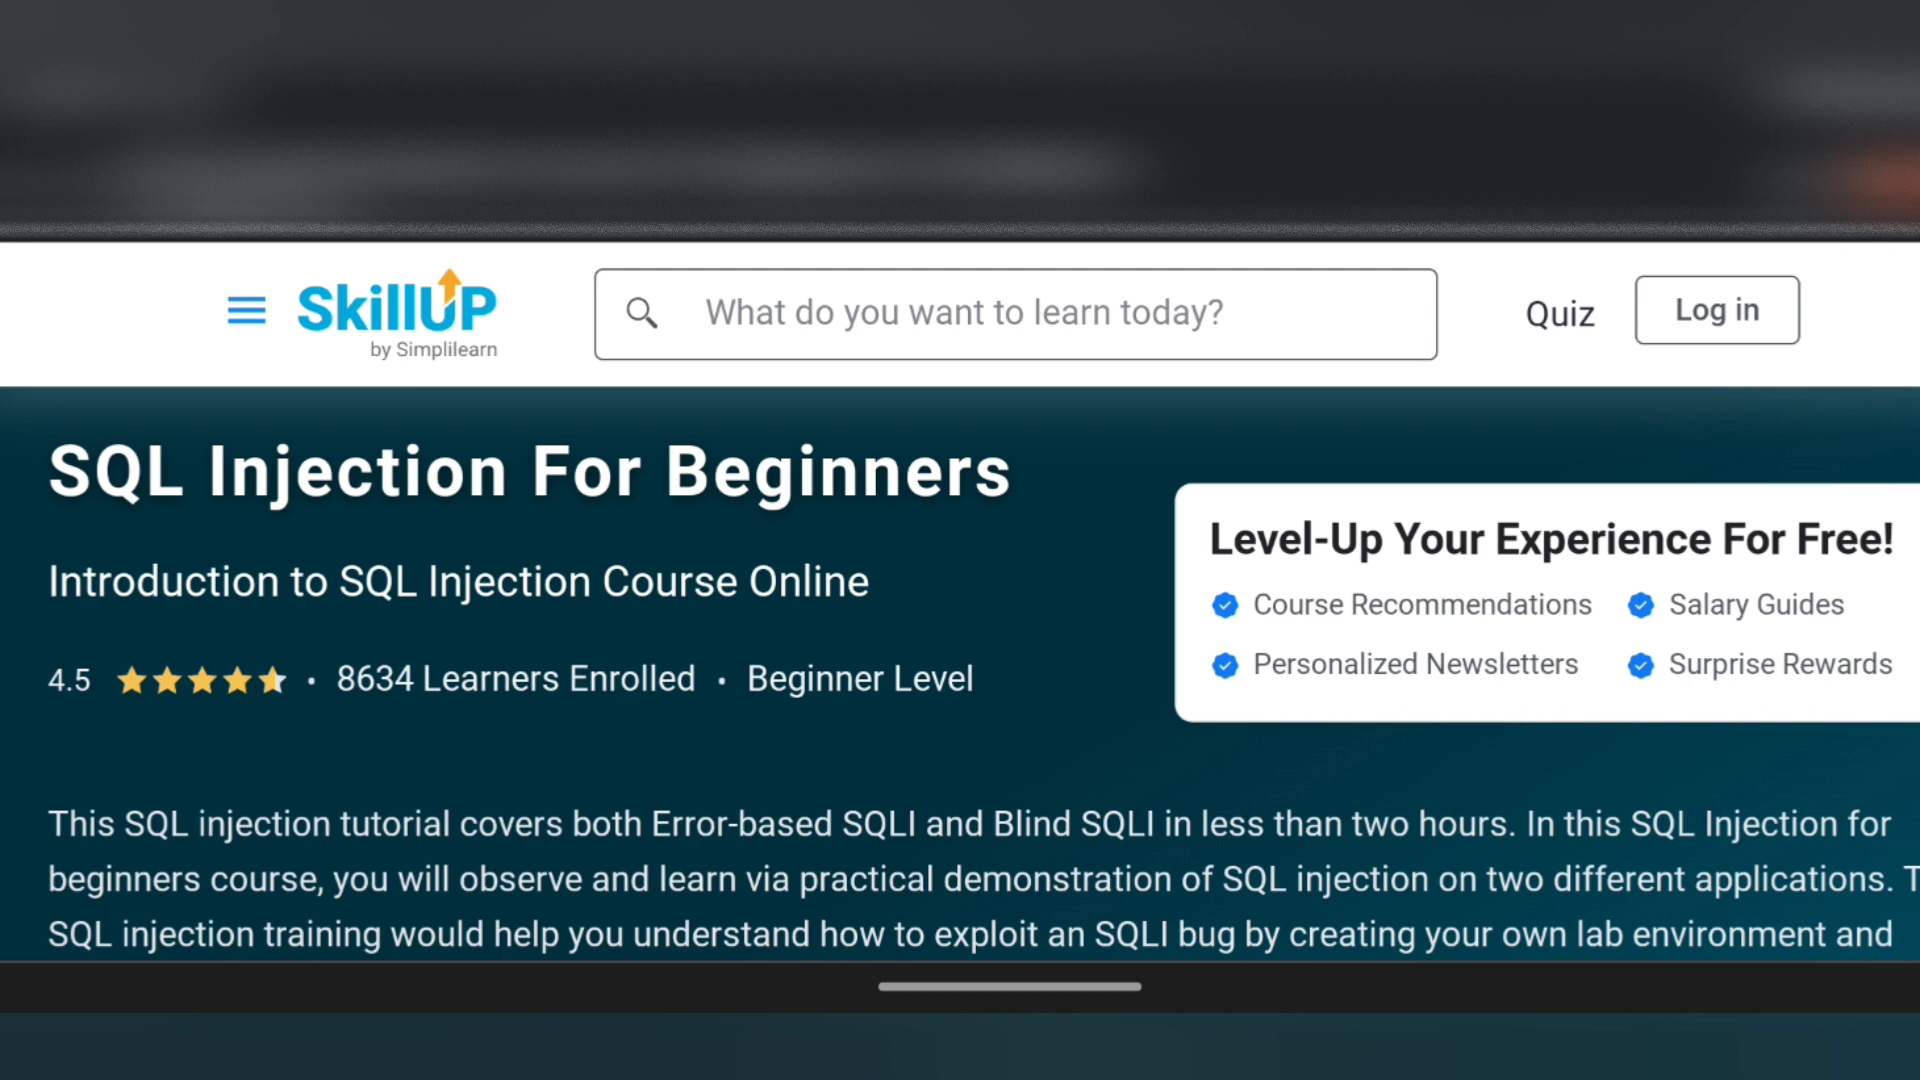 SkillUP
by Simplilearn
What do you want to learn today?
Quiz
Log in
SQL Injection For Beginners
Introduction to SQL Injection Course Online
4.5 • 8634 Learners Enrolled • Beginner Level
Level-Up Your Experience For Free!
Course Recommendations
Salary Guides
Personalized Newsletters
Surprise Rewards
This SQL injection tutorial covers both Error-based SQLI and Blind SQLI in less than two hours. In this SQL Injection for
beginners course, you will observe and learn via practical demonstration of SQL injection on two different applications.
SQL injection training would help you understand how to exploit an SQLI bug by creating your own lab environment and